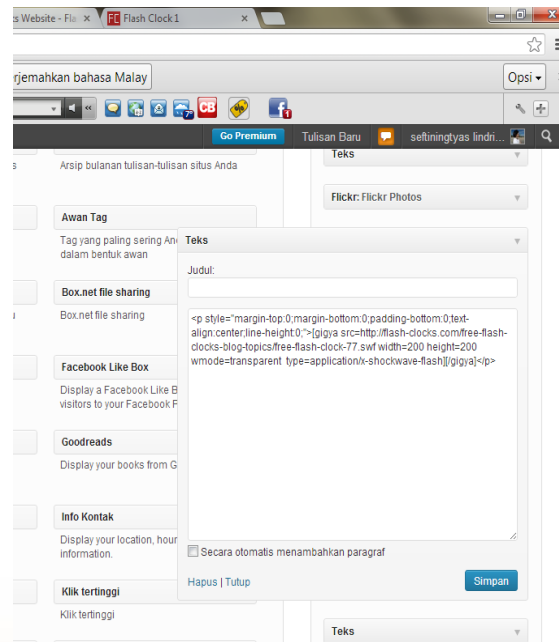 ts Website - Fla
Flash Clock 1
erjemahkan bahasa Malay
Opsi
CB
7°
1
Go Premium
Tulisan Baru
seftiningtyas lindri...
s
Arsip bulanan tulisan-tulisan situs Anda
Teks
Flickr: Flickr Photos
Awan Tag
Tag yang paling sering An
dalam bentuk awan
Teks
Judul:
Box.net file sharing
Box.net file sharing
<p style="margin-top:0;margin-bottom:0;padding-bottom:0;text-
align:center;line-height:0;">[gigya src=http://flash-clocks.com/free-flash-
clocks-blog-topics/free-flash-clock-77.swf width=200 height=200
wmode=transparent type=application/x-shockwave-flash][/gigya]</p>
Facebook Like Box
Display a Facebook Like B
visitors to your Facebook P
Goodreads
Display your books from G
Info Kontak
Display your location, hour
information.
Secara otomatis menambahkan paragraf
Hapus | Tutup
Simpan
Klik tertinggi
Klik tertinggi
Teks